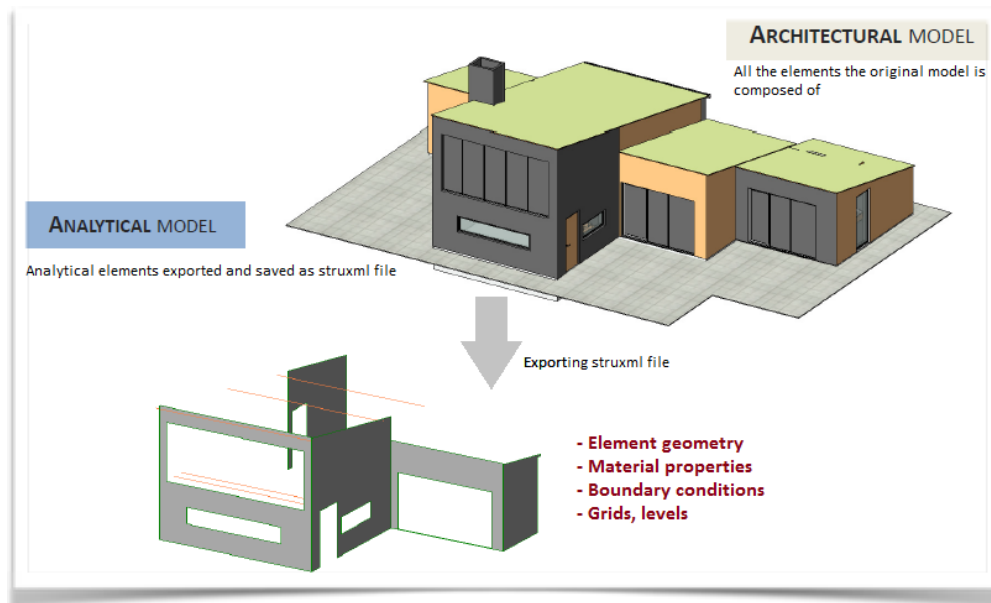 ARCHITECTURAL MODEL
All the elements the original model is
composed of
ANALYTICAL MODEL
Analytical elements exported and saved as struxml file
Exporting struxml file
- Element geometry
- Material properties
- Boundary conditions
- Grids, levels